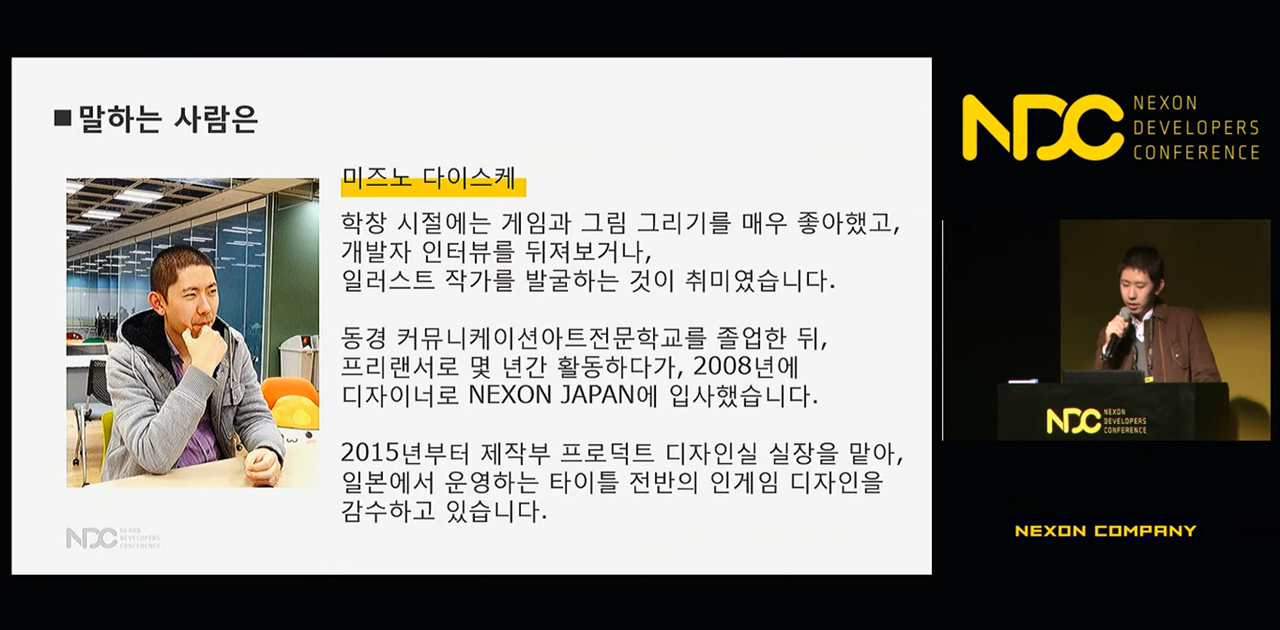 ■말하는 사람은
미즈노 다이스케
학창 시절에는 게임과 그림 그리기를 매우 좋아했고,
개발자 인터뷰를 뒤져보거나,
일러스트 작가를 발굴하는 것이 취미였습니다.
동경 커뮤니케이션아트전문학교를 졸업한 뒤,
프리랜서로 몇 년간 활동하다가, 2008년에
디자이너로 NEXON JAPAN에 입사했습니다.
2015년부터 제작부 프로덕트 디자인실 실장을 맡아,
일본에서 운영하는 타이틀 전반의 인게임 디자인을
감수하고 있습니다.
NDC NEXON
DEVELOPERS
CONFERENCE
NDC NEXON
DEVELOPERS
CONFERENCE
NDC NEXON
DEVELOPERS
CONFERENCE
NEXON COMPANY